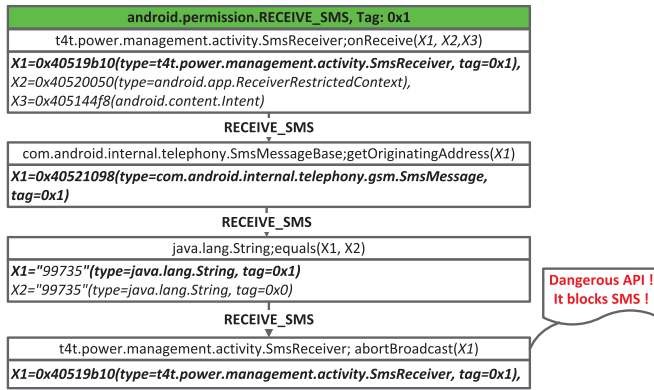 android.permission.RECEIVE_SMS, Tag: 0x1
t4t.power.management.activity.SmsReceiver;onReceive(X1, X2,X3)
X1=0x40519b10(type=t4t.power.management.activity.SmsReceiver, tag=0x1),
X2=0x40520050(type=android.app.ReceiverRestrictedContext),
X3=0x405144f8(android.content.Intent)
RECEIVE_SMS
com.android.internal.telephony.SmsMessageBase;getOriginatingAddress(X1)
X1=0x40521098(type=com.android.internal.telephony.gsm.SmsMessage,
tag=0x1)
RECEIVE_SMS
java.lang.String;equals(X1, X2)
X1="99735"(type=java.lang.String, tag=0x1)
X2="99735"(type=java.lang.String, tag=0x0)
Dangerous API !
It blocks SMS !
RECEIVE_SMS
t4t.power.management.activity.SmsReceiver; abortBroadcast(X1)
X1=0x40519b10(type=t4t.power.management.activity.SmsReceiver, tag=0x1),